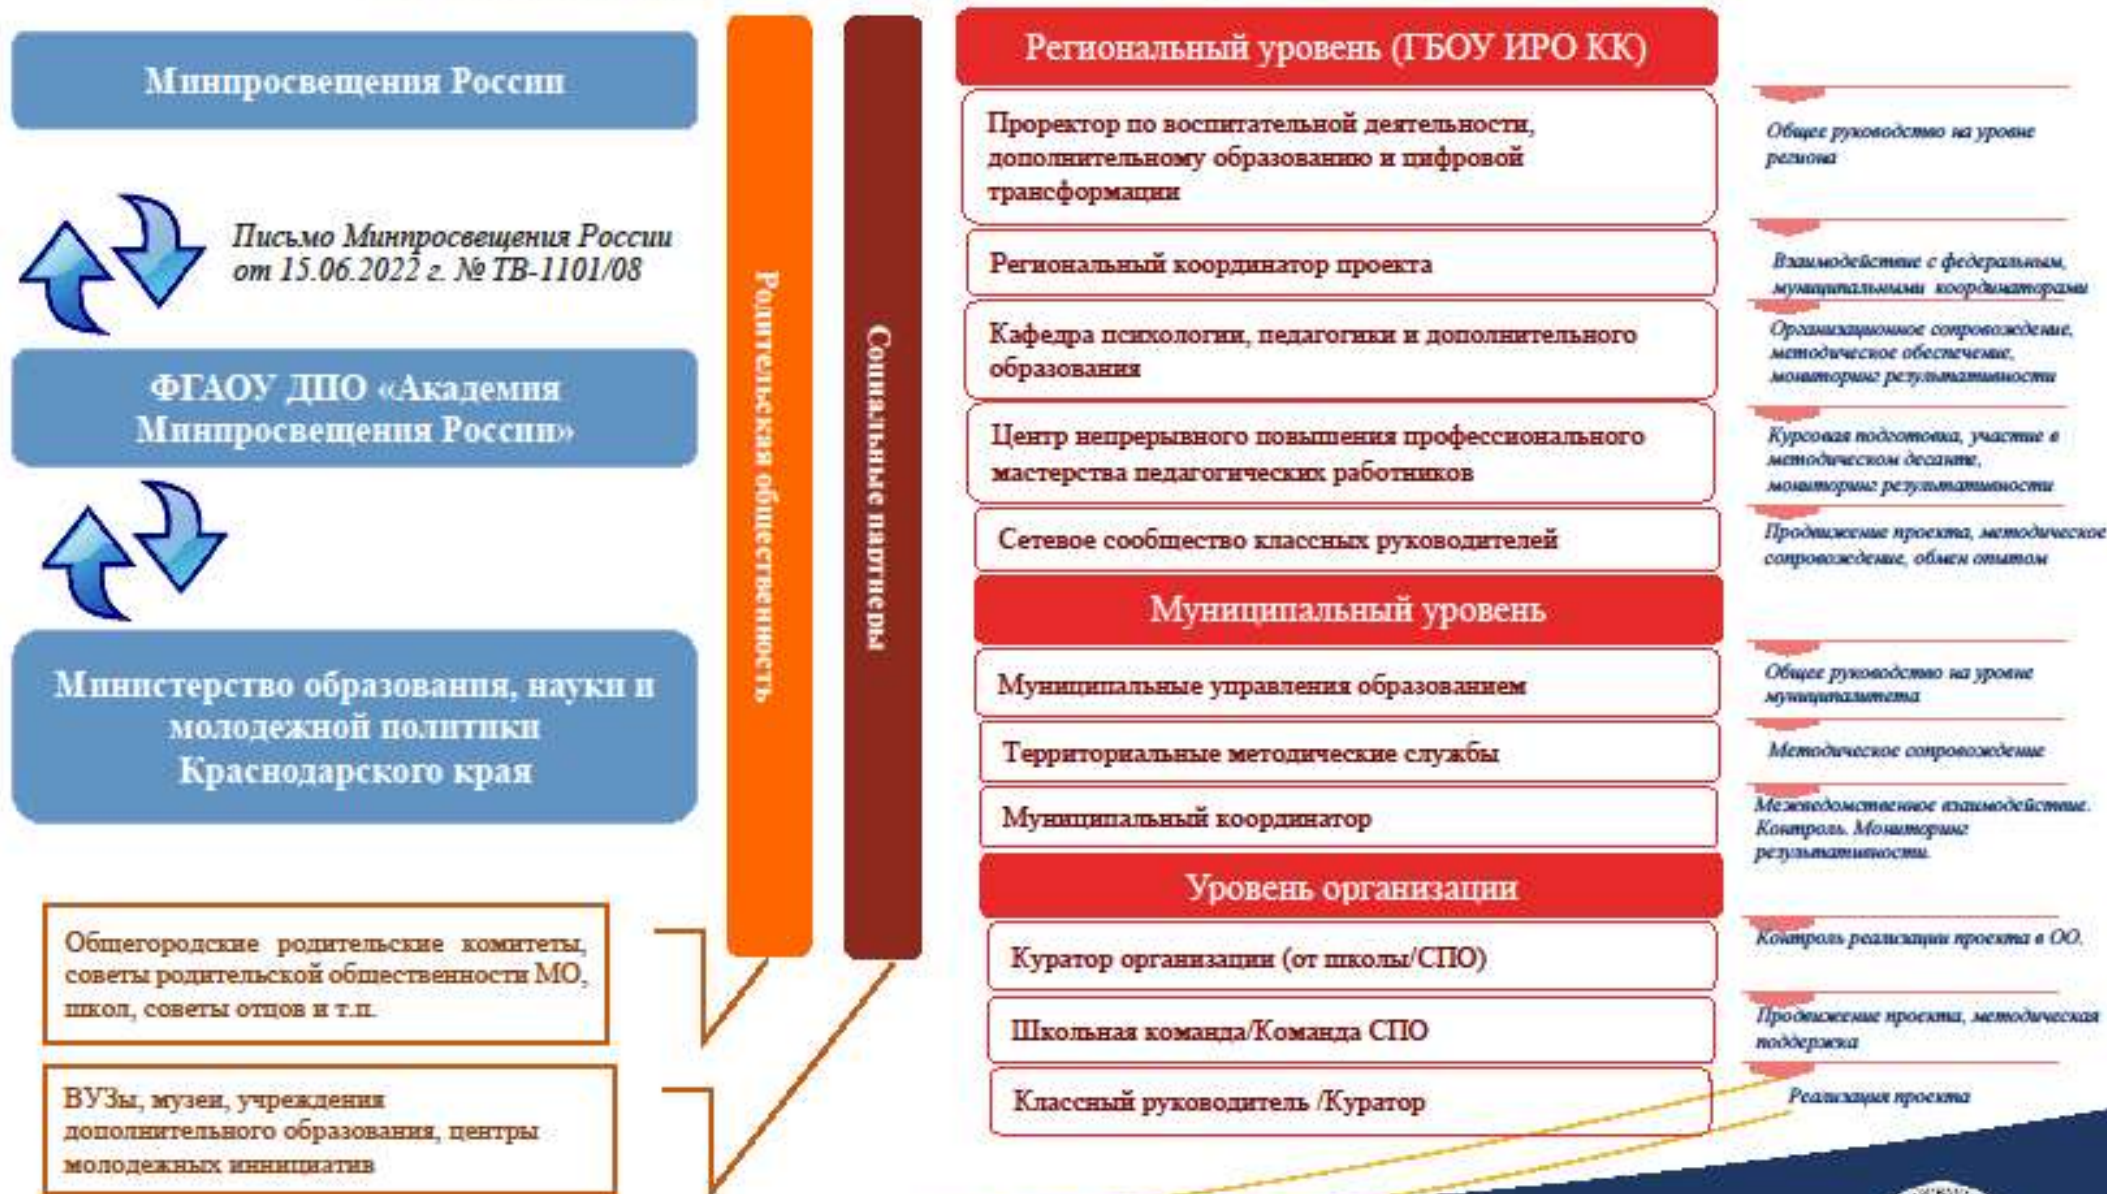 Минпросвещения России
Письмо Минпросвещения России
от 15.06.2022 г. № ТВ-1101/08
ФГАОУ ДПО «Академия
Минпросвещения России»
Министерство образования, науки и
молодежной политики
Краснодарского края
Общегородские родительские комитеты,
советы родительской общественности МО,
школ, советы отцов и т.п.
ВУЗы, музеи, учреждения
дополнительного образования, центры
молодежных иннициатив
Родительская общественность
Социальные партнеры
Региональный уровень (ГБОУ ИРО КК)
Проректор по воспитательной деятельности,
дополнительному образованию и цифровой
трансформации
Общее руководство на уровне
региона
Региональный координатор проекта
Взаимодействие с федеральным,
муниципальными координаторами
Кафедра психологии, педагогики и дополнительного
образования
Организационное сопровождение,
методическое обеспечение,
мониторинг результативности
Центр непрерывного повышения профессионального
мастерства педагогических работников
Курсовая подготовка, участие в
методическом десанте,
мониторинг результативности
Сетевое сообщество классных руководителей
Продвижение проекта, методическое
сопровождение, обмен опытом
Муниципальный уровень
Муниципальные управления образованием
Общее руководство на уровне
муниципалитета
Территориальные методические службы
Методическое сопровождение
Муниципальный координатор
Межведомственное взаимодействие.
Контроль. Мониторинг
результативности.
Уровень организации
Куратор организации (от школы/СПО)
Контроль реализации проекта в ОО.
Школьная команда/Команда СПО
Продвижение проекта, методическая
поддержка
Классный руководитель /Куратор
Реализация проекта